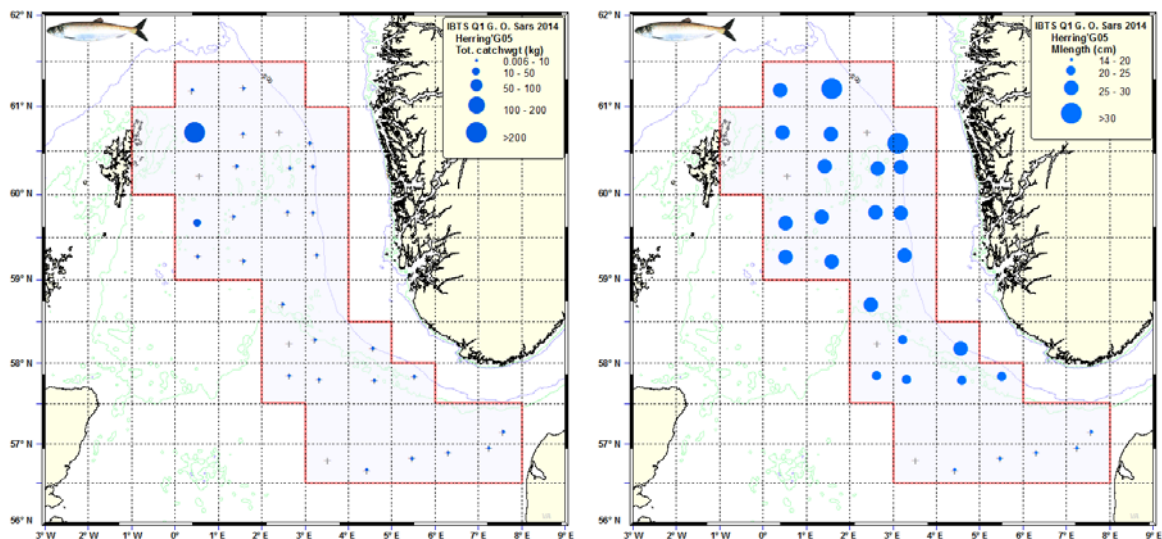 IBTS Q1 G. O. Sars 2014
Herring'G05
Tot. catchwgt (kg)
0.006 - 10
10 - 50
50 - 100
100 - 200
>200
62° N
61° N
60° N
59° N
58° N
57° N
56° N
3° W 2° W 1° W 0° 1° E 2° E 3° E 4° E 5° E 6° E 7° E 8° E 9° E
IBTS Q1 G. O. Sars 2014
Herring'G05
Mlength (cm)
14 - 20
20 - 25
25 - 30
>30
62° N
61° N
60° N
59° N
58° N
57° N
56° N
3° W 2° W 1° W 0° 1° E 2° E 3° E 4° E 5° E 6° E 7° E 8° E 9° E